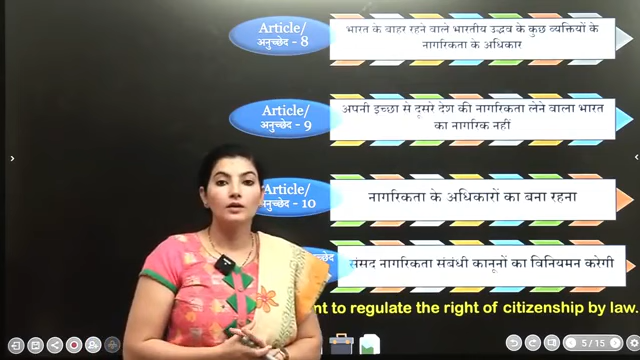 Article/
अनुच्छेद - 8
भारत के बाहर रहने वाले भारतीय उद्भव के कुछ व्यक्तियों के
नागरिकता के अधिकार
Article/
अनुच्छेद - 9
अपनी इच्छा से दूसरे देश की नागरिकता लेने वाला भारत
का नागरिक नहीं
Article/
- 10
नागरिकता के अधिकारों का बना रहना
संसद नागरिकता संबंधी कानूनों का विनियमन करेगी
to regulate the right of citizenship by law.
5 / 15